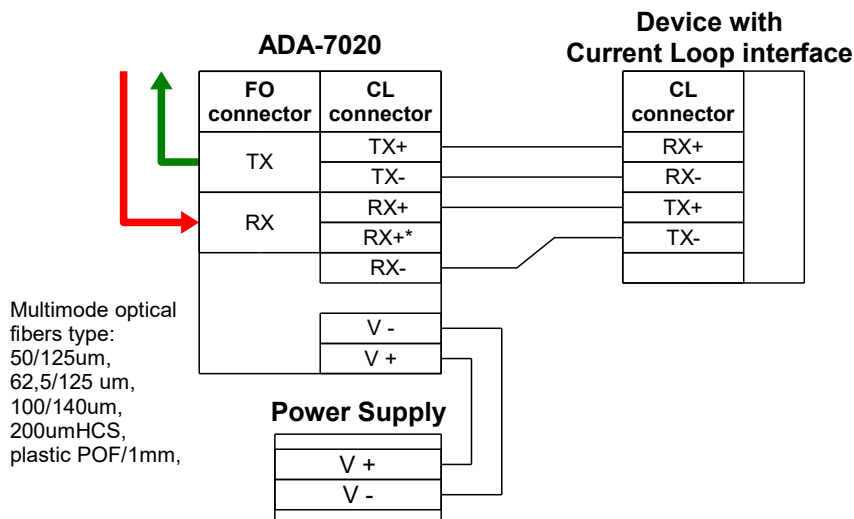 Device with
Current Loop interface
ADA-7020
FO
connector
CL
connector
CL
connector
TX
TX+
RX+
TX-
RX-
RX
RX+
TX+
RX+*
TX-
RX-
V -
V +
Multimode optical
fibers type:
50/125um,
62,5/125 um,
100/140um,
200umHCS,
plastic POF/1mm,
Power Supply
V +
V -